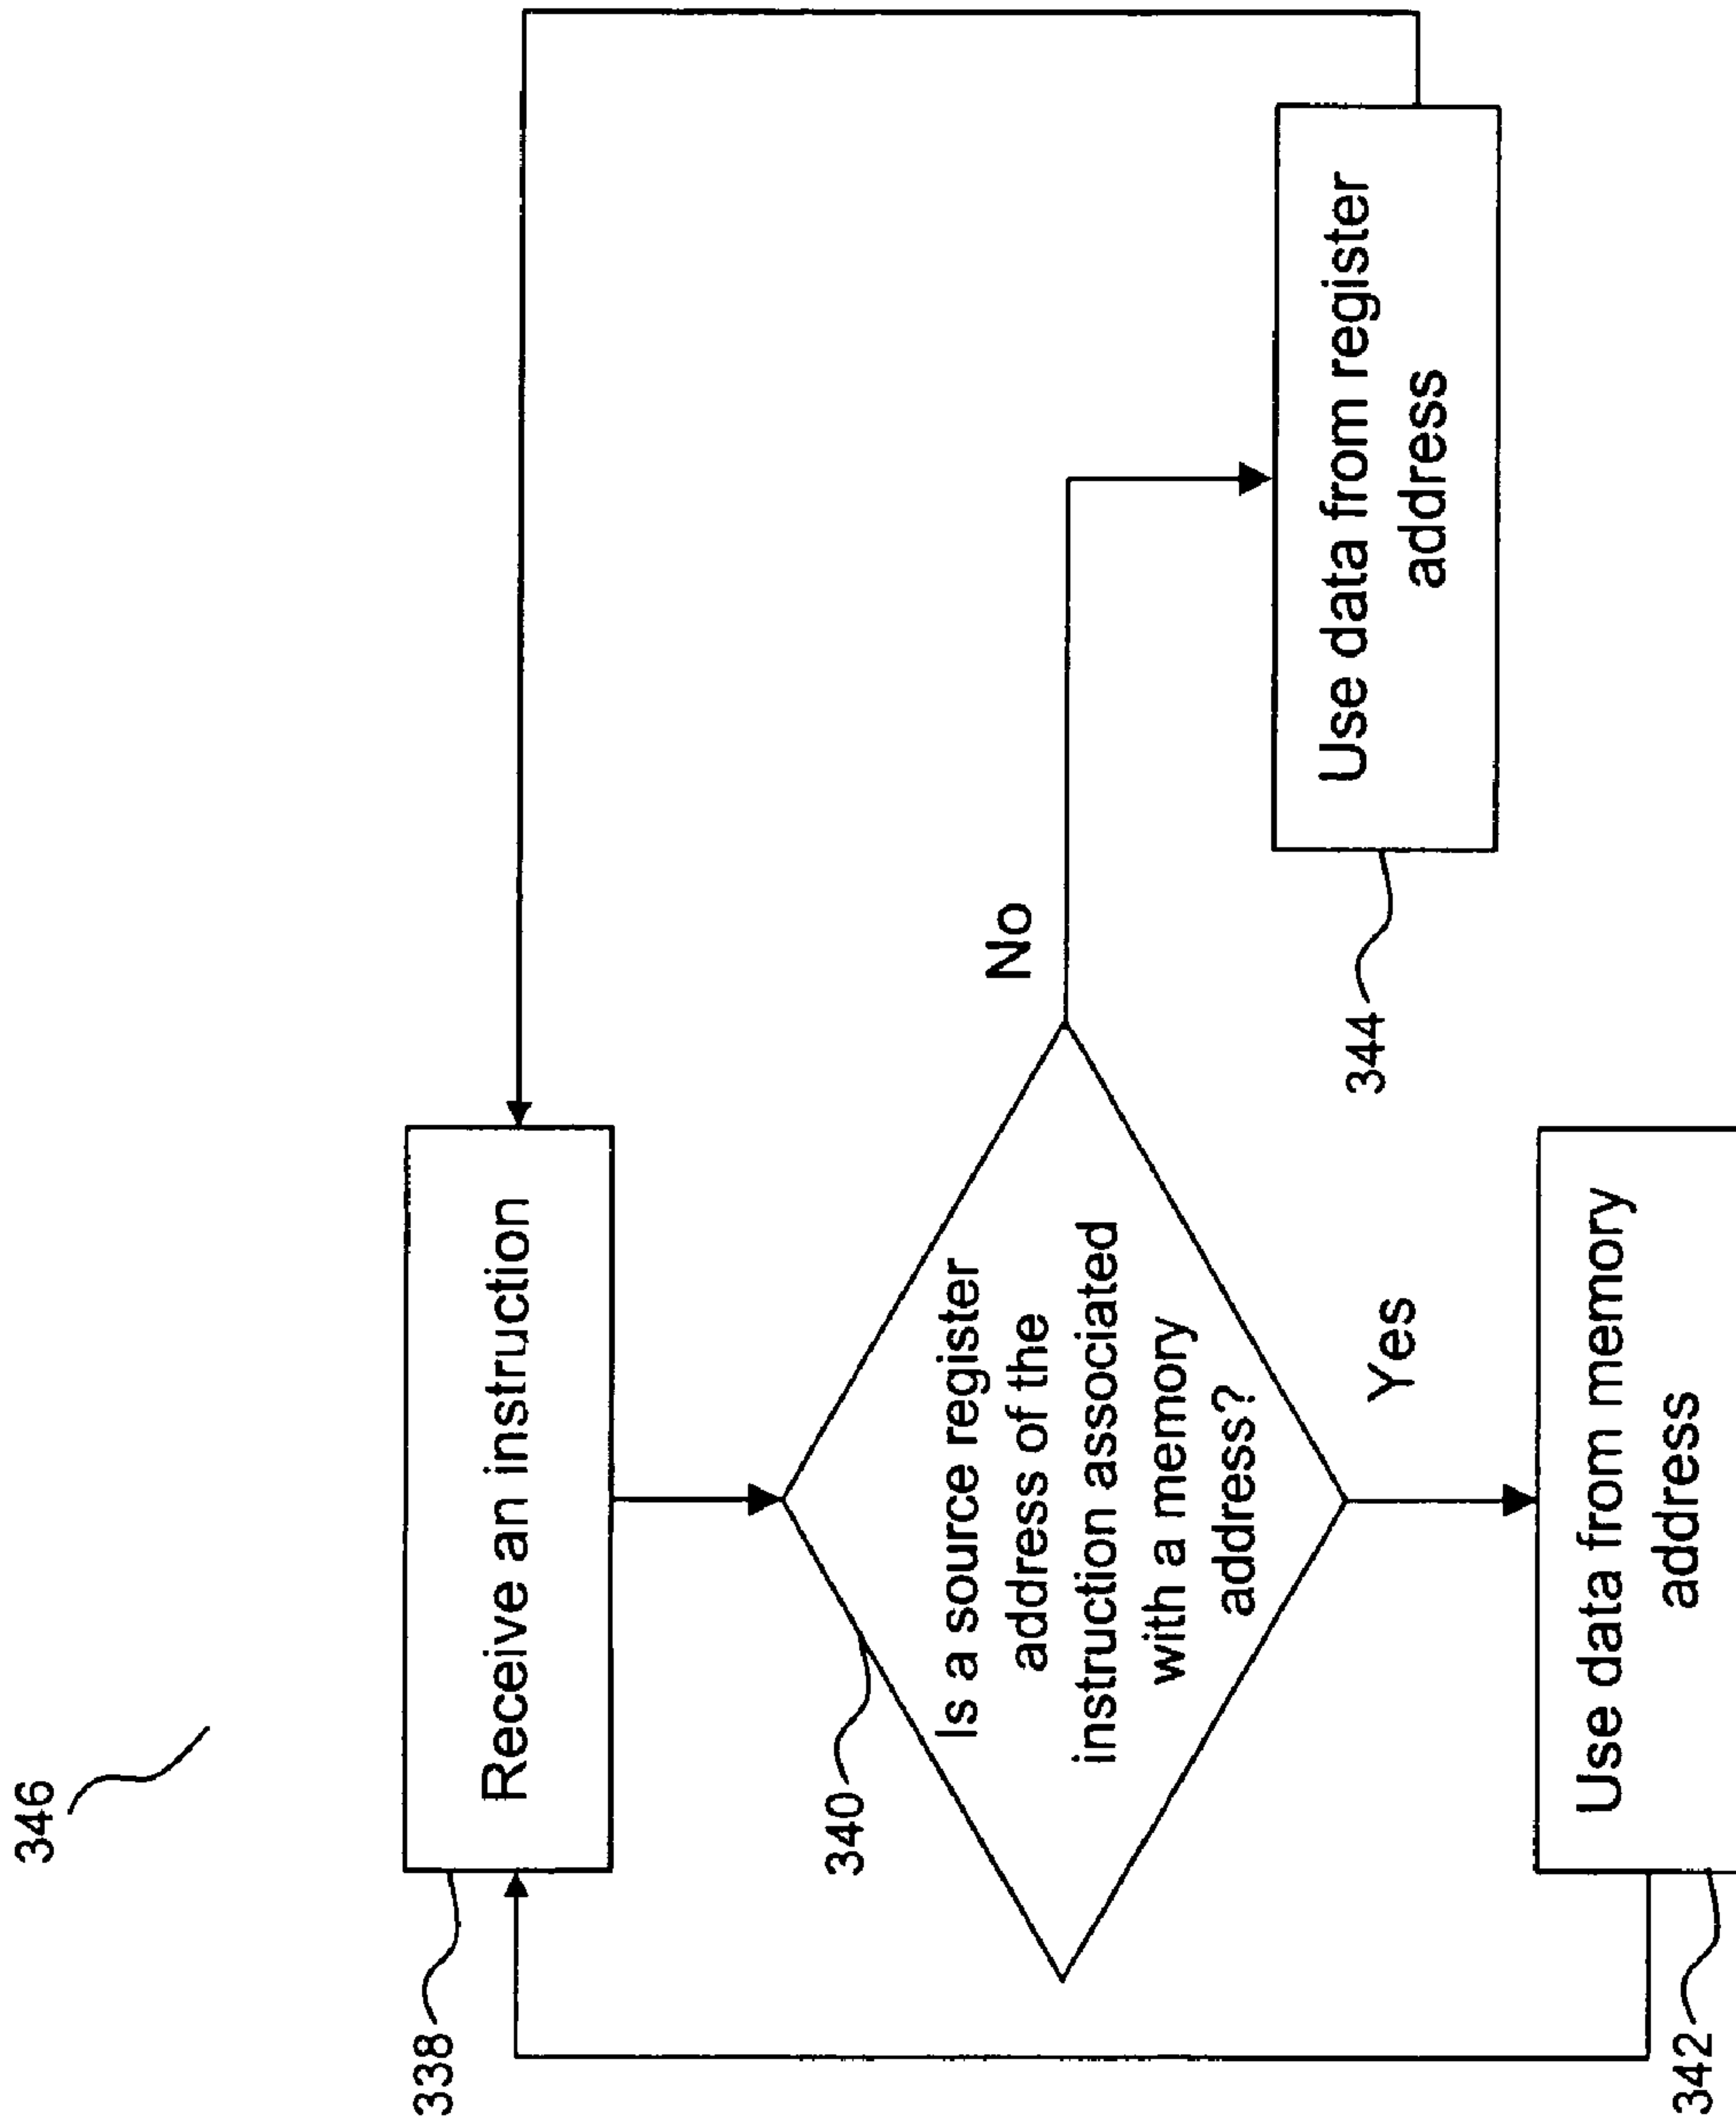 346
338
Receive an instruction
340
Is a source register
address of the
instruction associated
with a memory
address?
No
Yes
344
Use data from register
address
342
Use data from memory
address